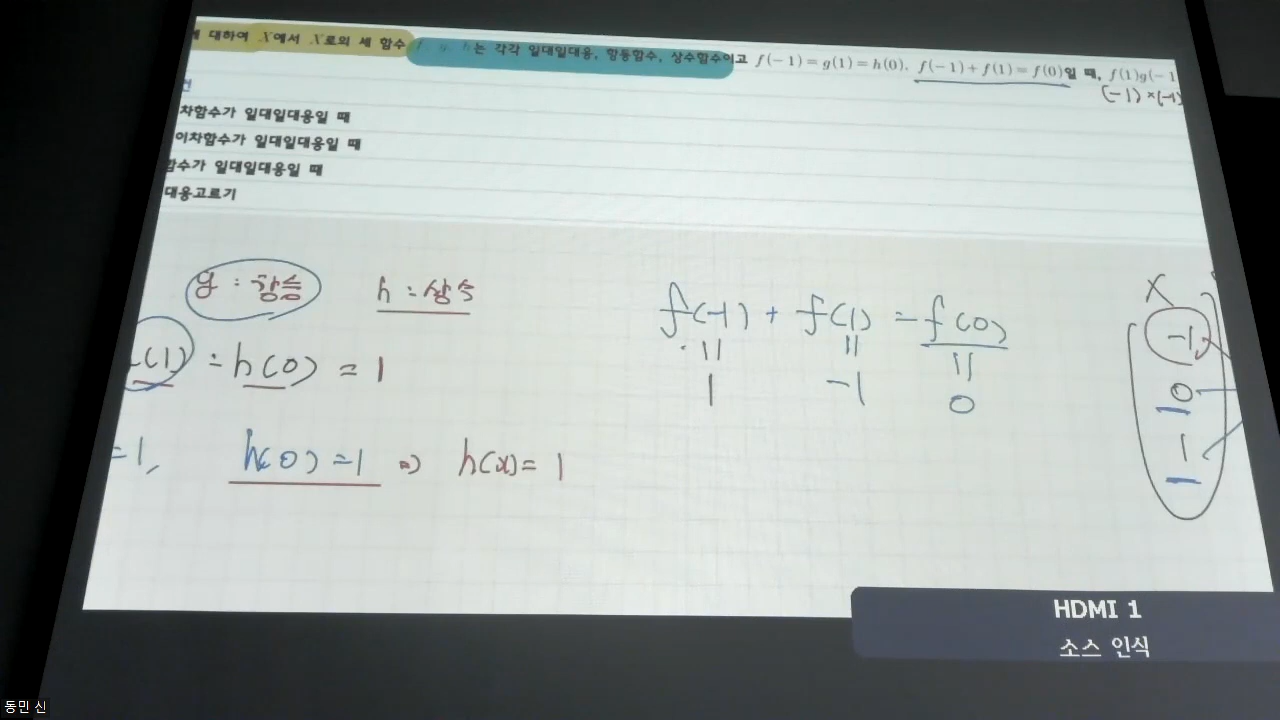 에 대하여 X에서 X로의 세 함수 f, g, h는 각각 일대일대응, 항등함수, 상수함수이고 f(-1)=g(1)=h(0), f(-1)+f(1)=f(0)일 때, f(1)g(-1
(-1)×(-1)
차함수가 일대일대응일 때
이차함수가 일대일대응일 때
함수가 일대일대응일 때
대응고르기
g : 항등 h : 상수
(1) = h(0) = 1
=1, h(0)=1 ⇒ h(x)=1
f(-1) + f(1) = f(0)
|| || ||
1 -1 0
X
-1
0
1
HDMI 1
소스 인식
동민 신